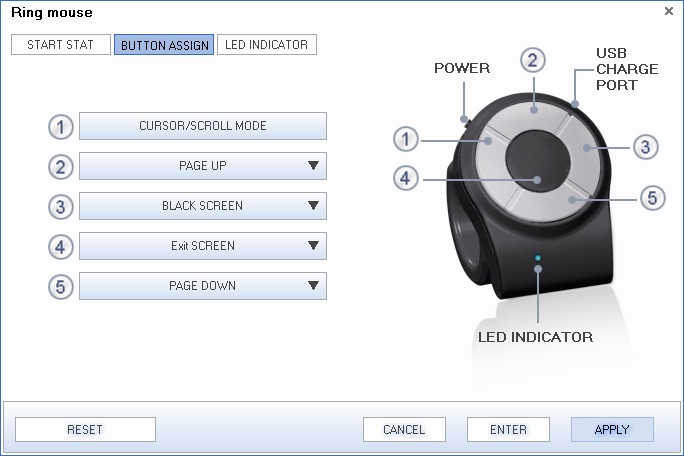 Ring mouse
START STAT
BUTTON ASSIGN
LED INDICATOR
1 CURSOR/SCROLL MODE
2 PAGE UP
3 BLACK SCREEN
4 Exit SCREEN
5 PAGE DOWN
POWER
2
USB
CHARGE
PORT
1
3
4
5
LED INDICATOR
RESET
CANCEL
ENTER
APPLY